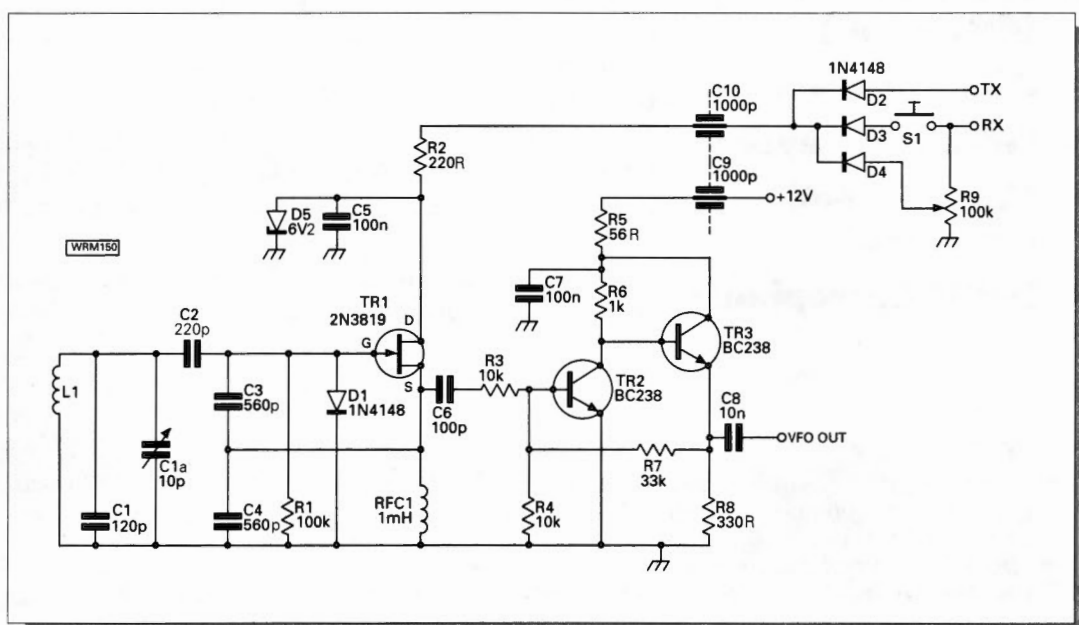 1N4148
D2
TX
C10
1000p
D3
S1
RX
D4
R9
100k
C9
1000p
+12V
R2
220R
D5
6V2
C5
100n
R5
56R
WRM150
C7
100n
R6
1k
TR1
2N3819
D
G
S
TR3
BC238
C2
220p
R3
10k
TR2
BC238
L1
C3
560p
D1
1N4148
C6
100p
C8
10n
VFO OUT
C1a
10p
R7
33k
C1
120p
C4
560p
R1
100k
RFC1
1mH
R4
10k
R8
330R